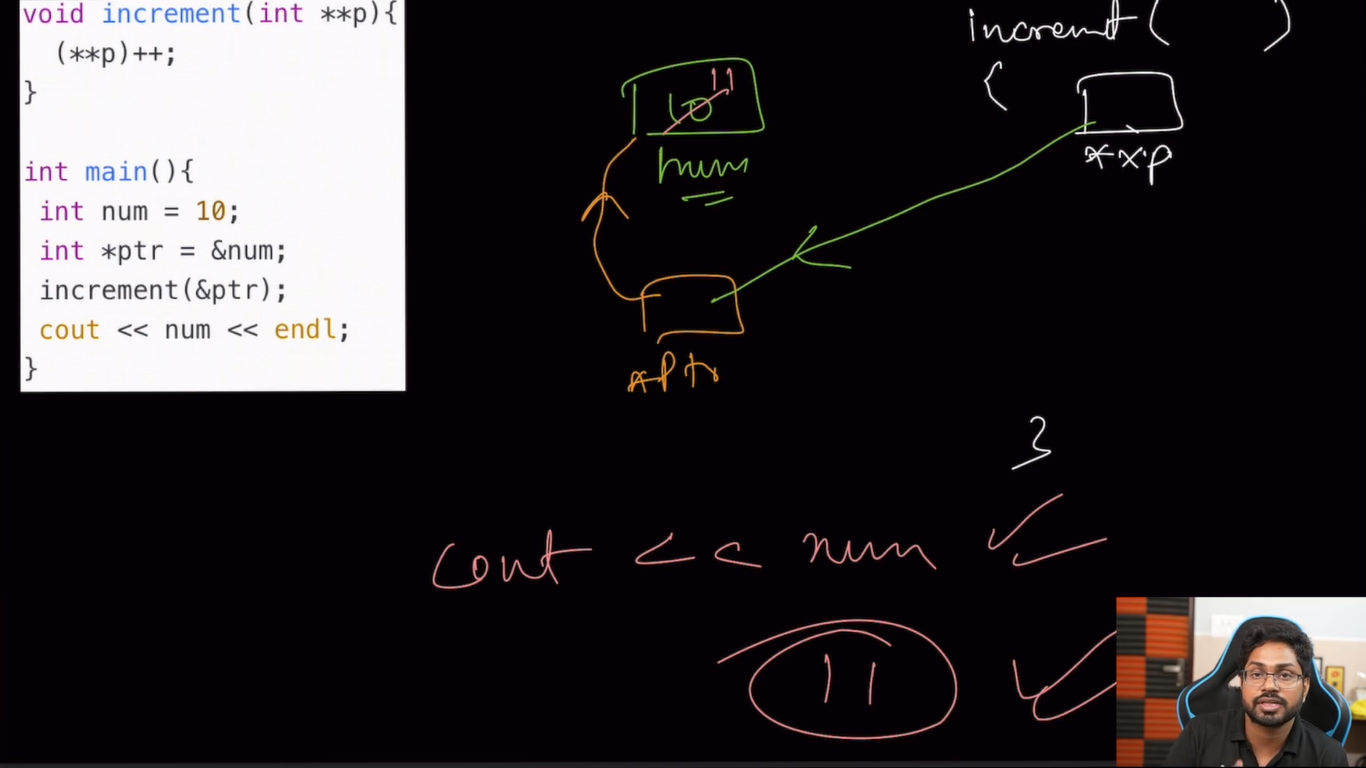 void increment(int **p){
(**p)++;
}
int main(){
int num = 10;
int *ptr = &num;
increment(&ptr);
cout << num << endl;
}
increment ( )
{
10 11
num
**p
*ptr
}
cout << num
11